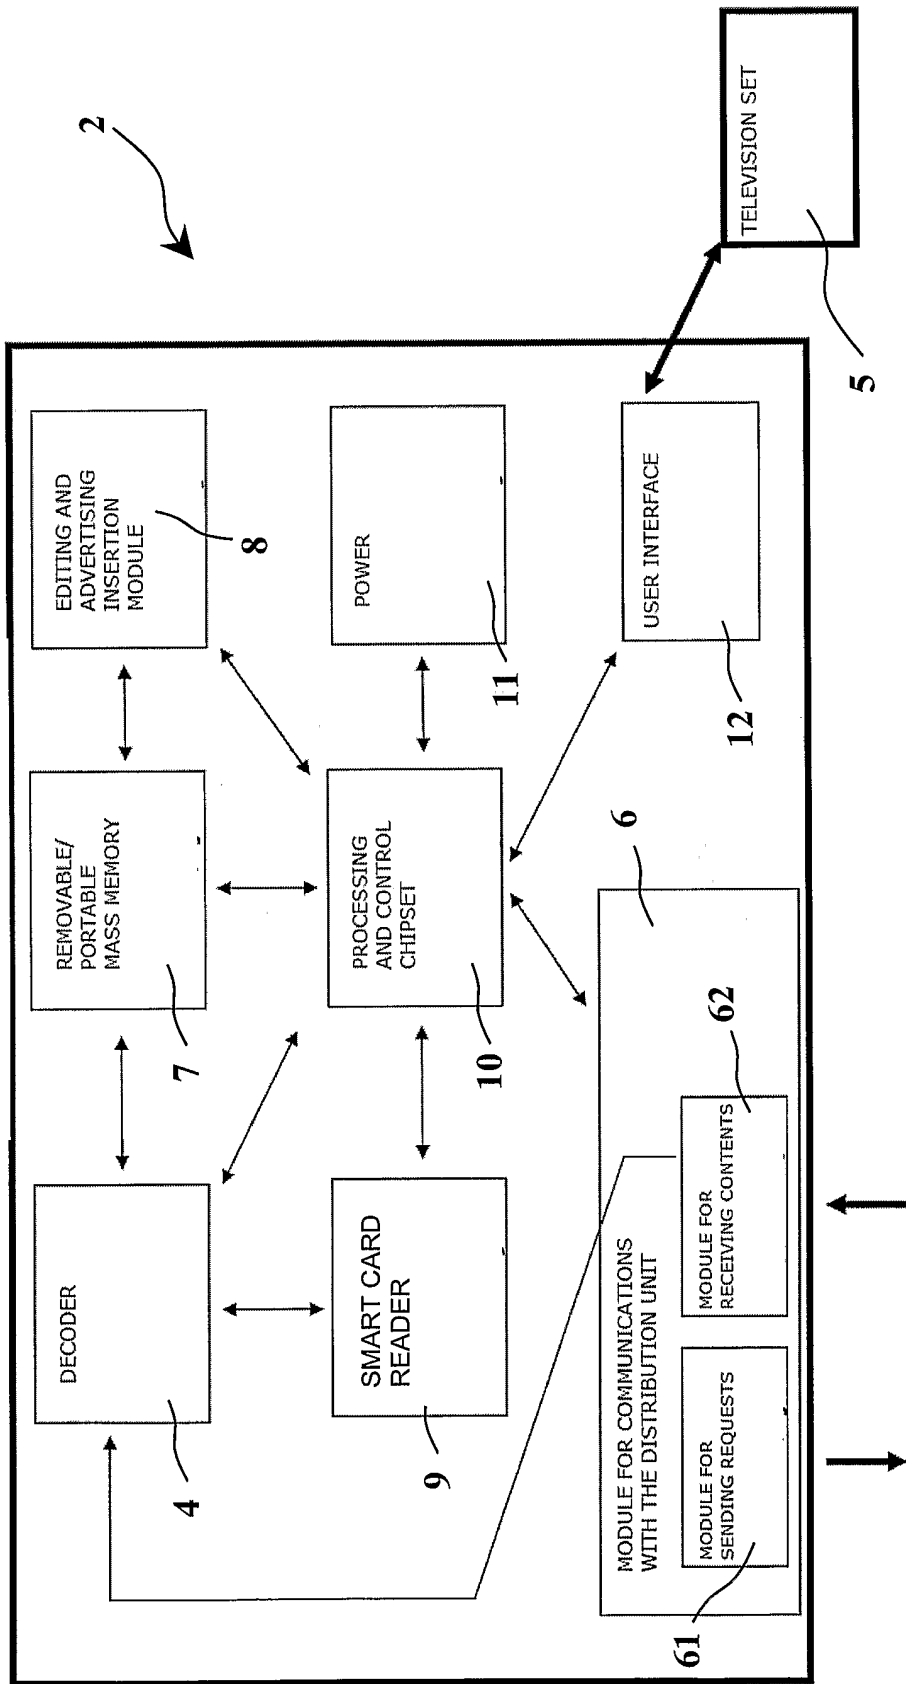 2
DECODER
4
REMOVABLE/
PORTABLE
MASS MEMORY
7
EDITING AND
ADVERTISING
INSERTION
MODULE
8
SMART CARD
READER
9
PROCESSING
AND CONTROL
CHIPSET
10
POWER
11
MODULE FOR COMMUNICATIONS
WITH THE DISTRIBUTION UNIT
6
MODULE FOR
SENDING REQUESTS
61
MODULE FOR
RECEIVING CONTENTS
62
USER INTERFACE
12
TELEVISION SET
5